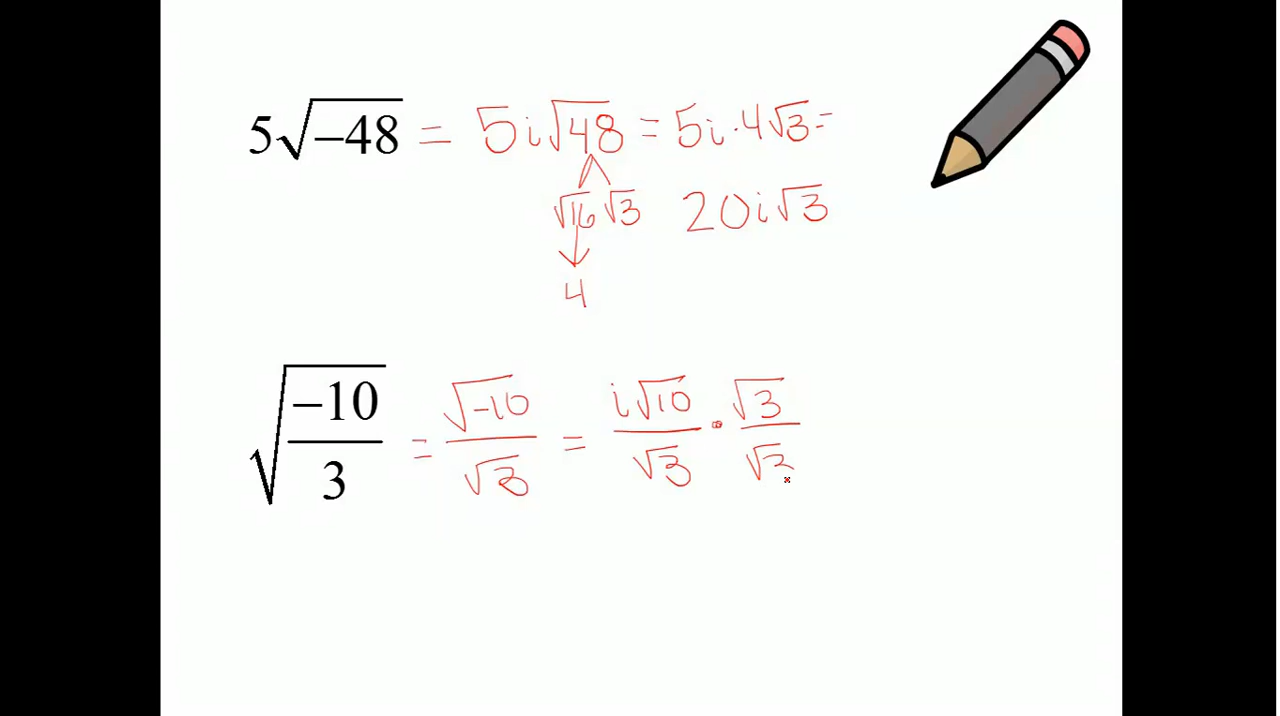 5√-48 = 5i√48 = 5i·4√3 =
√16 √3 20i√3
4
√(-10/3) = √-10/√3 = i√10/√3 · √3/√3